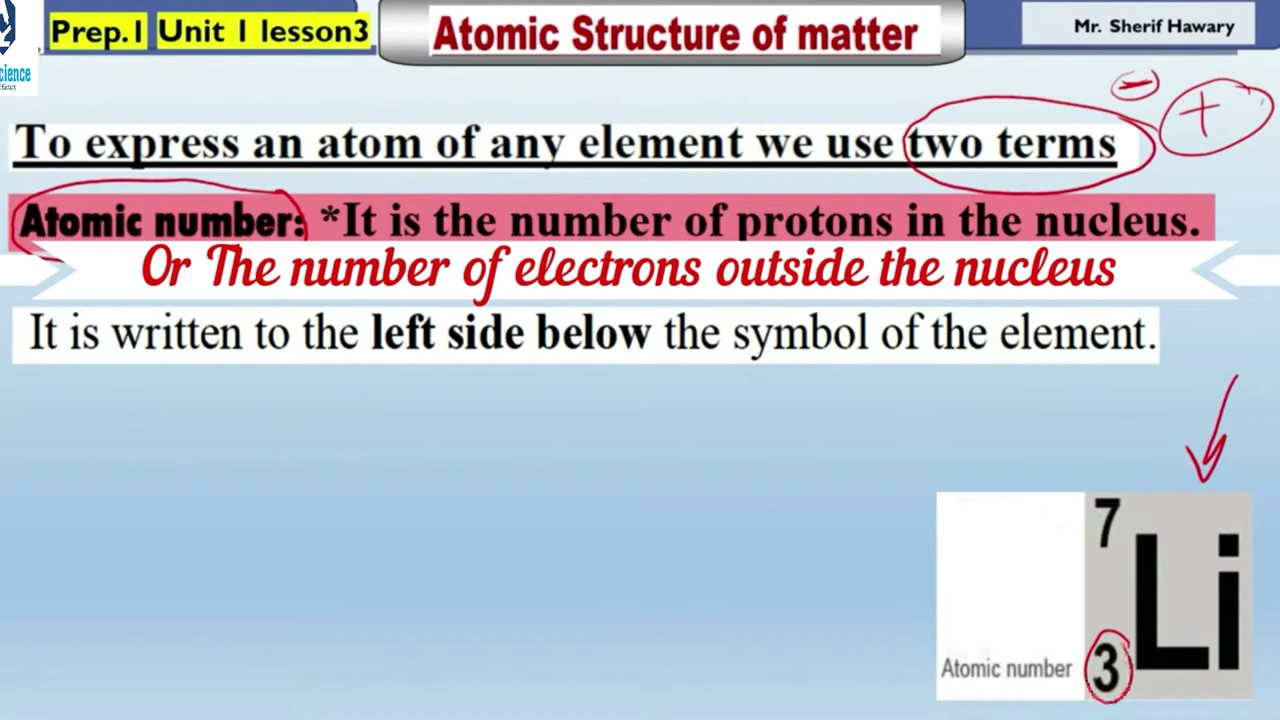 Prep.1 Unit 1 lesson3
Atomic Structure of matter
Mr. Sherif Hawary
cience
To express an atom of any element we use two terms
− +
Atomic number: *It is the number of protons in the nucleus.
Or The number of electrons outside the nucleus
It is written to the left side below the symbol of the element.
7
Li
Atomic number 3